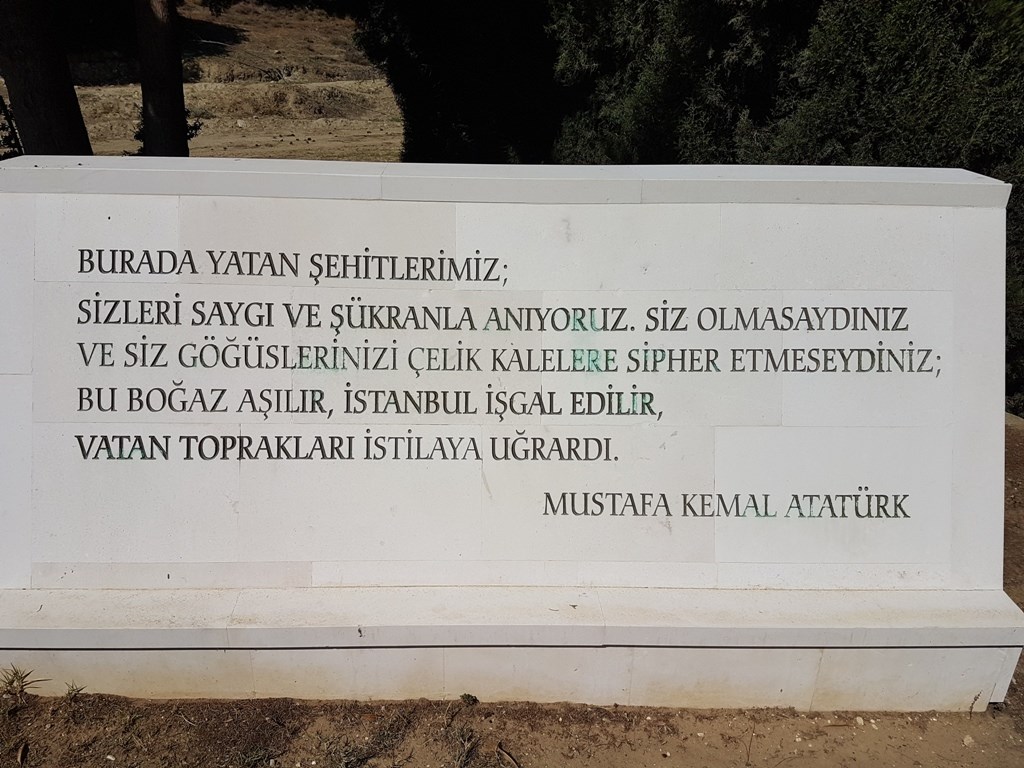 BURADA YATAN ŞEHİTLERİMİZ;
SİZLERİ SAYGI VE ŞÜKRANLA ANIYORUZ. SİZ OLMASAYDINIZ
VE SİZ GÖĞÜSLERİNİZİ ÇELİK KALELERE SİPHER ETMESEYDİNİZ;
BU BOĞAZ AŞILIR, İSTANBUL İŞGAL EDİLİR,
VATAN TOPRAKLARI İSTİLAYA UĞRARDI.
MUSTAFA KEMAL ATATÜRK